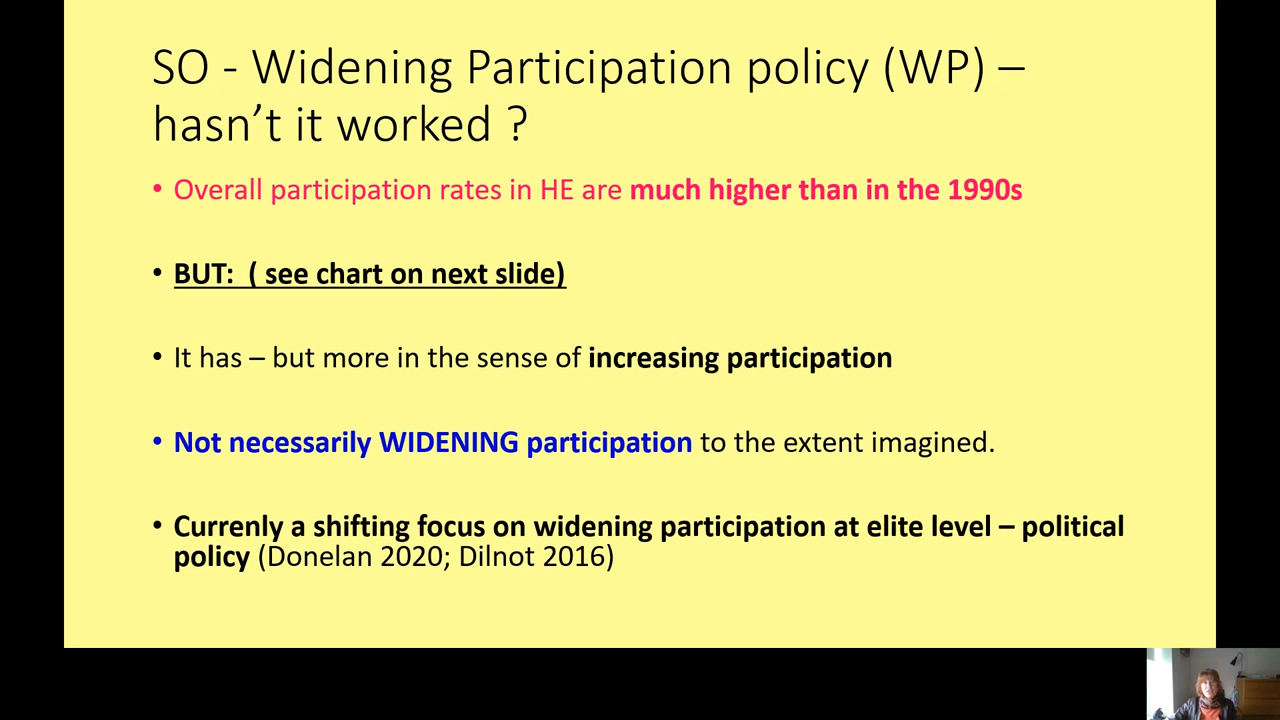 SO - Widening Participation policy (WP) –
hasn’t it worked ?
• Overall participation rates in HE are much higher than in the 1990s
• BUT:  ( see chart on next slide)
• It has – but more in the sense of increasing participation
• Not necessarily WIDENING participation to the extent imagined.
• Currenly a shifting focus on widening participation at elite level – political
policy (Donelan 2020; Dilnot 2016)